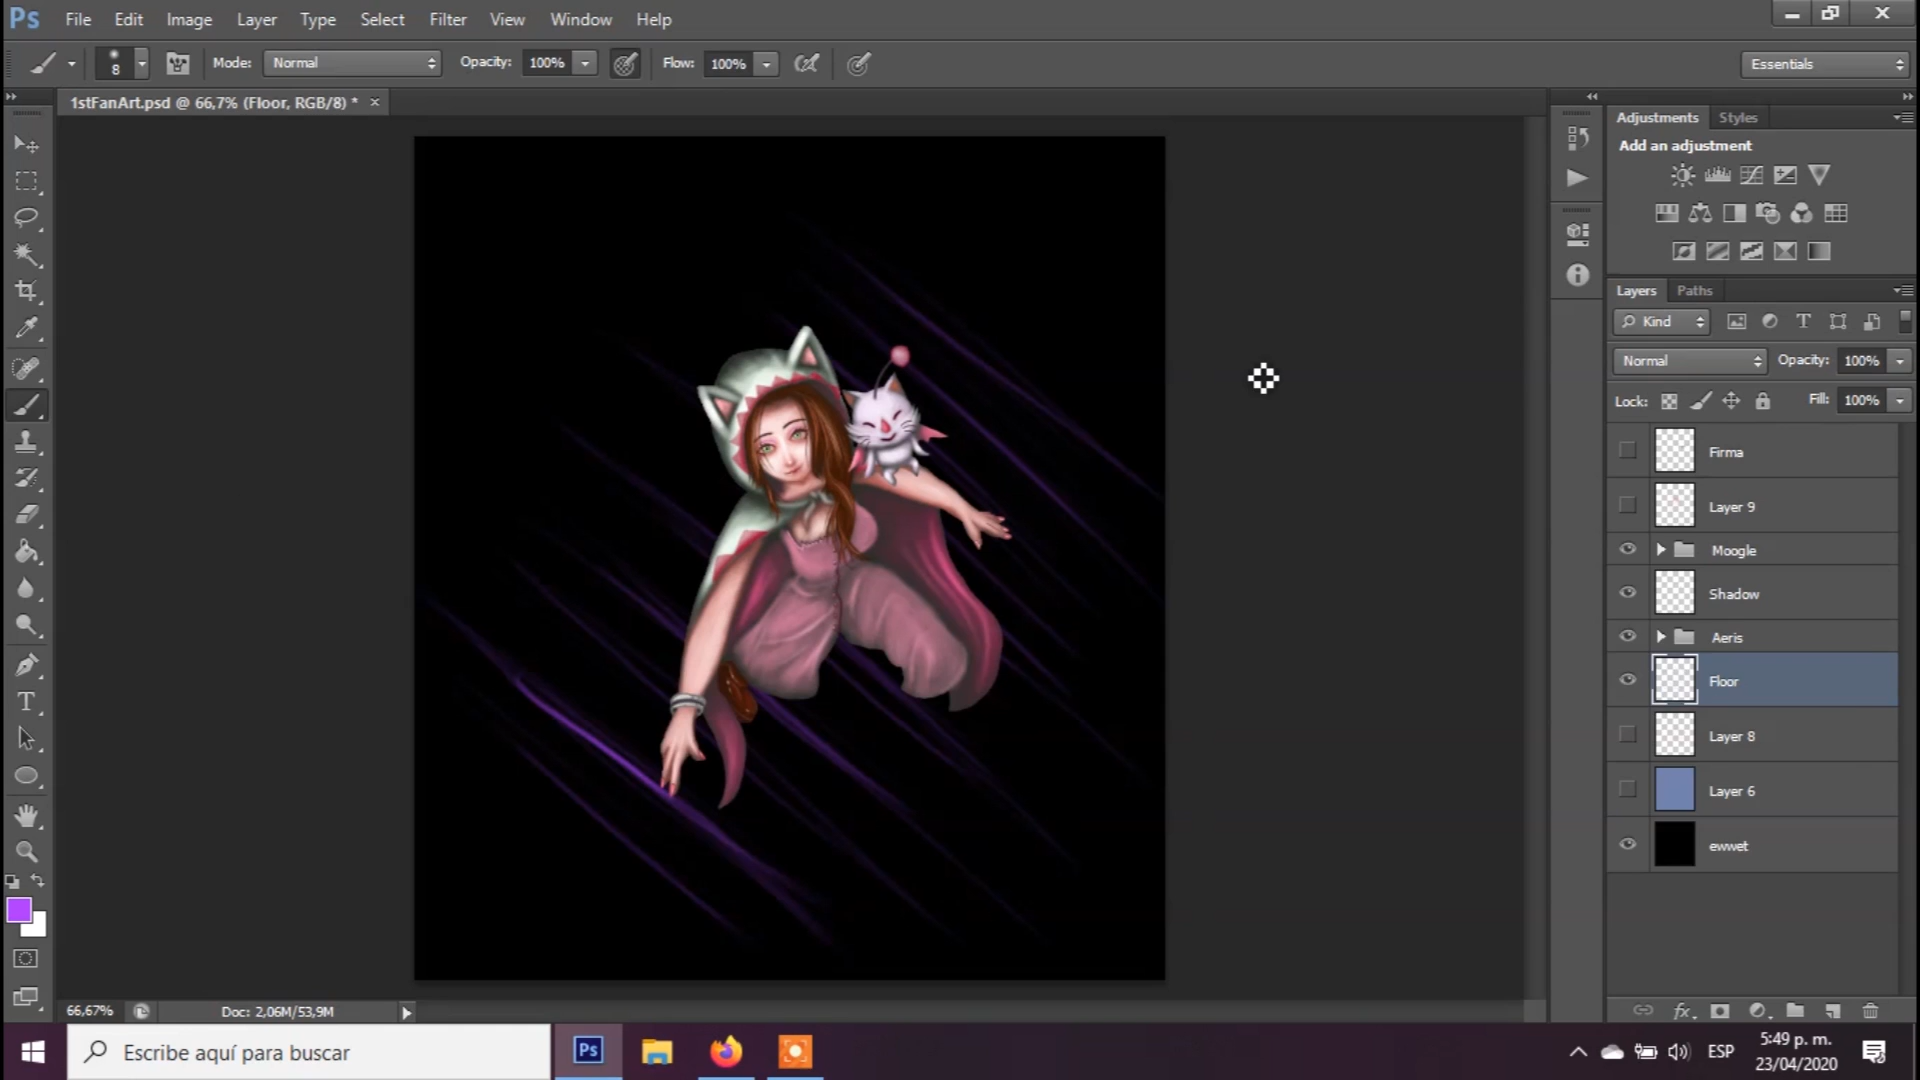 Ps File Edit Image Layer Type Select Filter View Window Help
8 Mode: Normal Opacity: 100% Flow: 100% Essentials
1stFanArt.psd @ 66,7% (Floor, RGB/8) *
Adjustments Styles
Add an adjustment
Layers Paths
Kind
Normal Opacity: 100%
Lock: Fill: 100%
Firma
Layer 9
Moogle
Shadow
Aeris
Floor
Layer 8
Layer 6
ewwet
66,67% Doc: 2,06M/53,9M
Escribe aquí para buscar
Ps
ESP
5:49 p. m.
23/04/2020